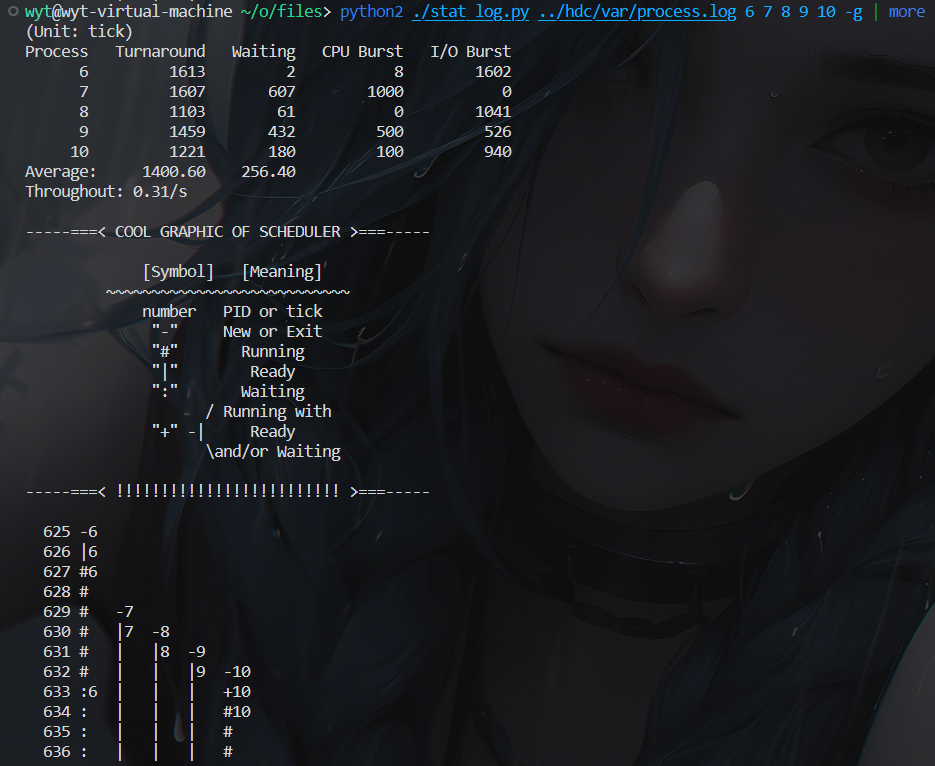 wyt@wyt-virtual-machine ~/o/files> python2 ./stat_log.py ../hdc/var/process.log 6 7 8 9 10 -g | more
(Unit: tick)
Process   Turnaround   Waiting   CPU Burst   I/O Burst
      6         1613         2           8        1602
      7         1607       607        1000           0
      8         1103        61           0        1041
      9         1459       432         500         526
     10         1221       180         100         940
Average:     1400.60    256.40
Throughout: 0.31/s

-----===< COOL GRAPHIC OF SCHEDULER >===-----

             [Symbol]   [Meaning]
         ~~~~~~~~~~~~~~~~~~~~~~~~~~~
             number   PID or tick
              "-"     New or Exit
              "#"       Running
              "|"        Ready
              ":"       Waiting
                    / Running with
              "+" -|     Ready
                    \and/or Waiting

-----===< !!!!!!!!!!!!!!!!!!!!!!!!! >===-----

  625 -6
  626 |6
  627 #6
  628 #
  629 #   -7
  630 #   |7  -8
  631 #   |   |8  -9
  632 #   |   |   |9  -10
  633 :6  |   |   |   +10
  634 :   |   |   |   #10
  635 :   |   |   |   #
  636 :   |   |   |   #